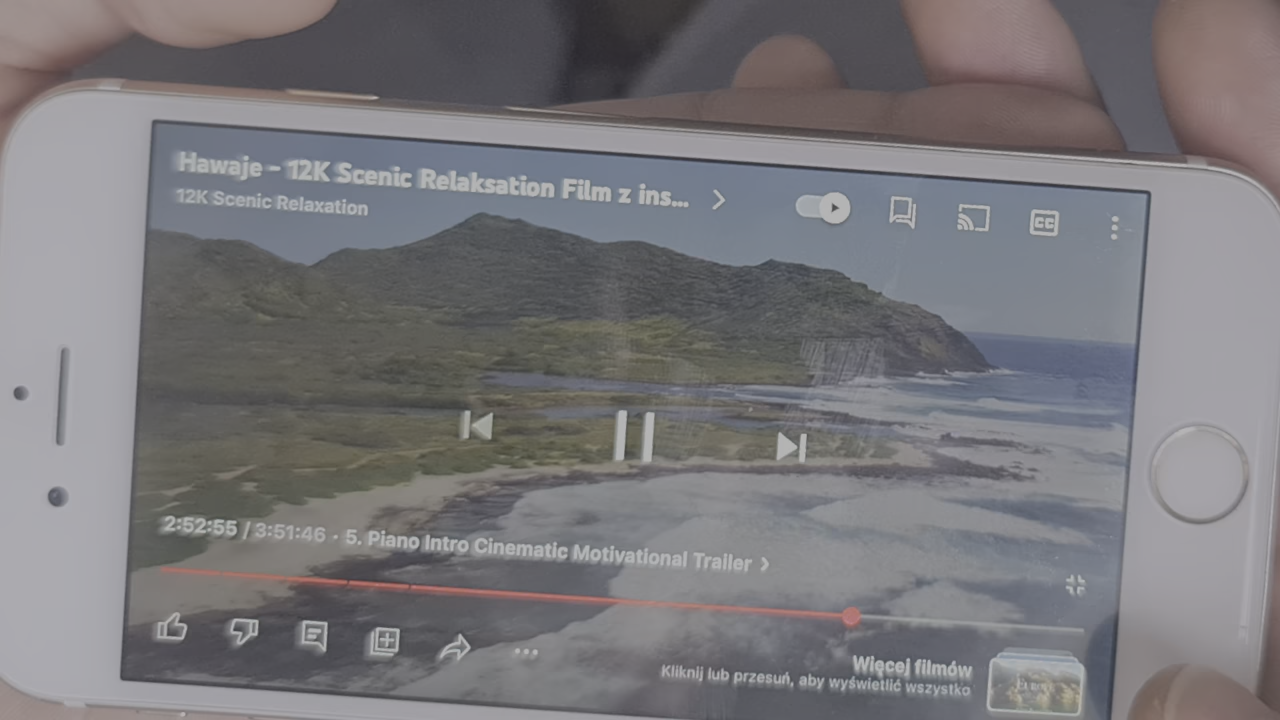 Hawaje - 12K Scenic Relaksation Film z ins...
12K Scenic Relaxation
CC
2:52:55 / 3:51:46 · 5. Piano Intro Cinematic Motivational Trailer
Więcej filmów
Kliknij lub przesuń, aby wyświetlić wszystko